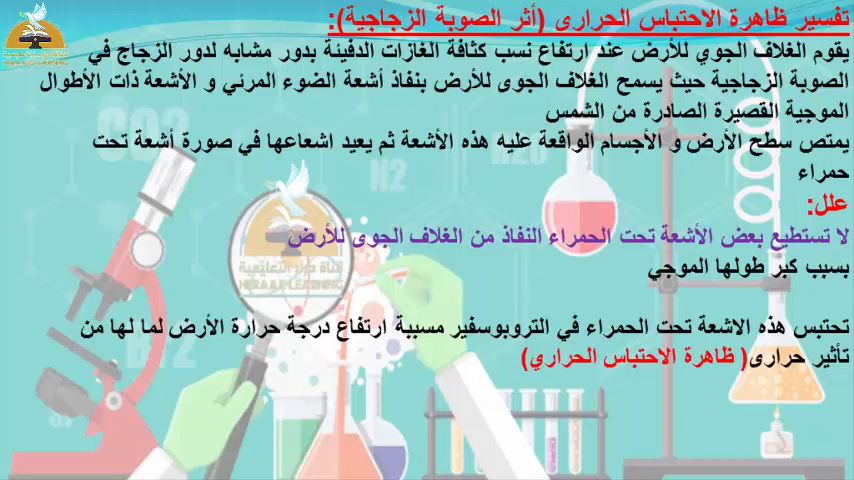 تفسير ظاهرة الاحتباس الحرارى (أثر الصوبة الزجاجية):
يقوم الغلاف الجوي للأرض عند ارتفاع نسب كثافة الغازات الدفيئة بدور مشابه لدور الزجاج في
الصوبة الزجاجية حيث يسمح الغلاف الجوى للأرض بنفاذ أشعة الضوء المرئي و الأشعة ذات الأطوال
الموجية القصيرة الصادرة من الشمس
يمتص سطح الأرض و الأجسام الواقعة عليه هذه الأشعة ثم يعيد اشعاعها في صورة أشعة تحت
حمراء
علل:
لا تستطيع بعض الأشعة تحت الحمراء النفاذ من الغلاف الجوى للأرض
بسبب كبر طولها الموجي
تحتبس هذه الاشعة تحت الحمراء في التروبوسفير مسببة ارتفاع درجة حرارة الأرض لما لها من
تأثير حرارى( ظاهرة الاحتباس الحراري)
CO2
N2
H2O